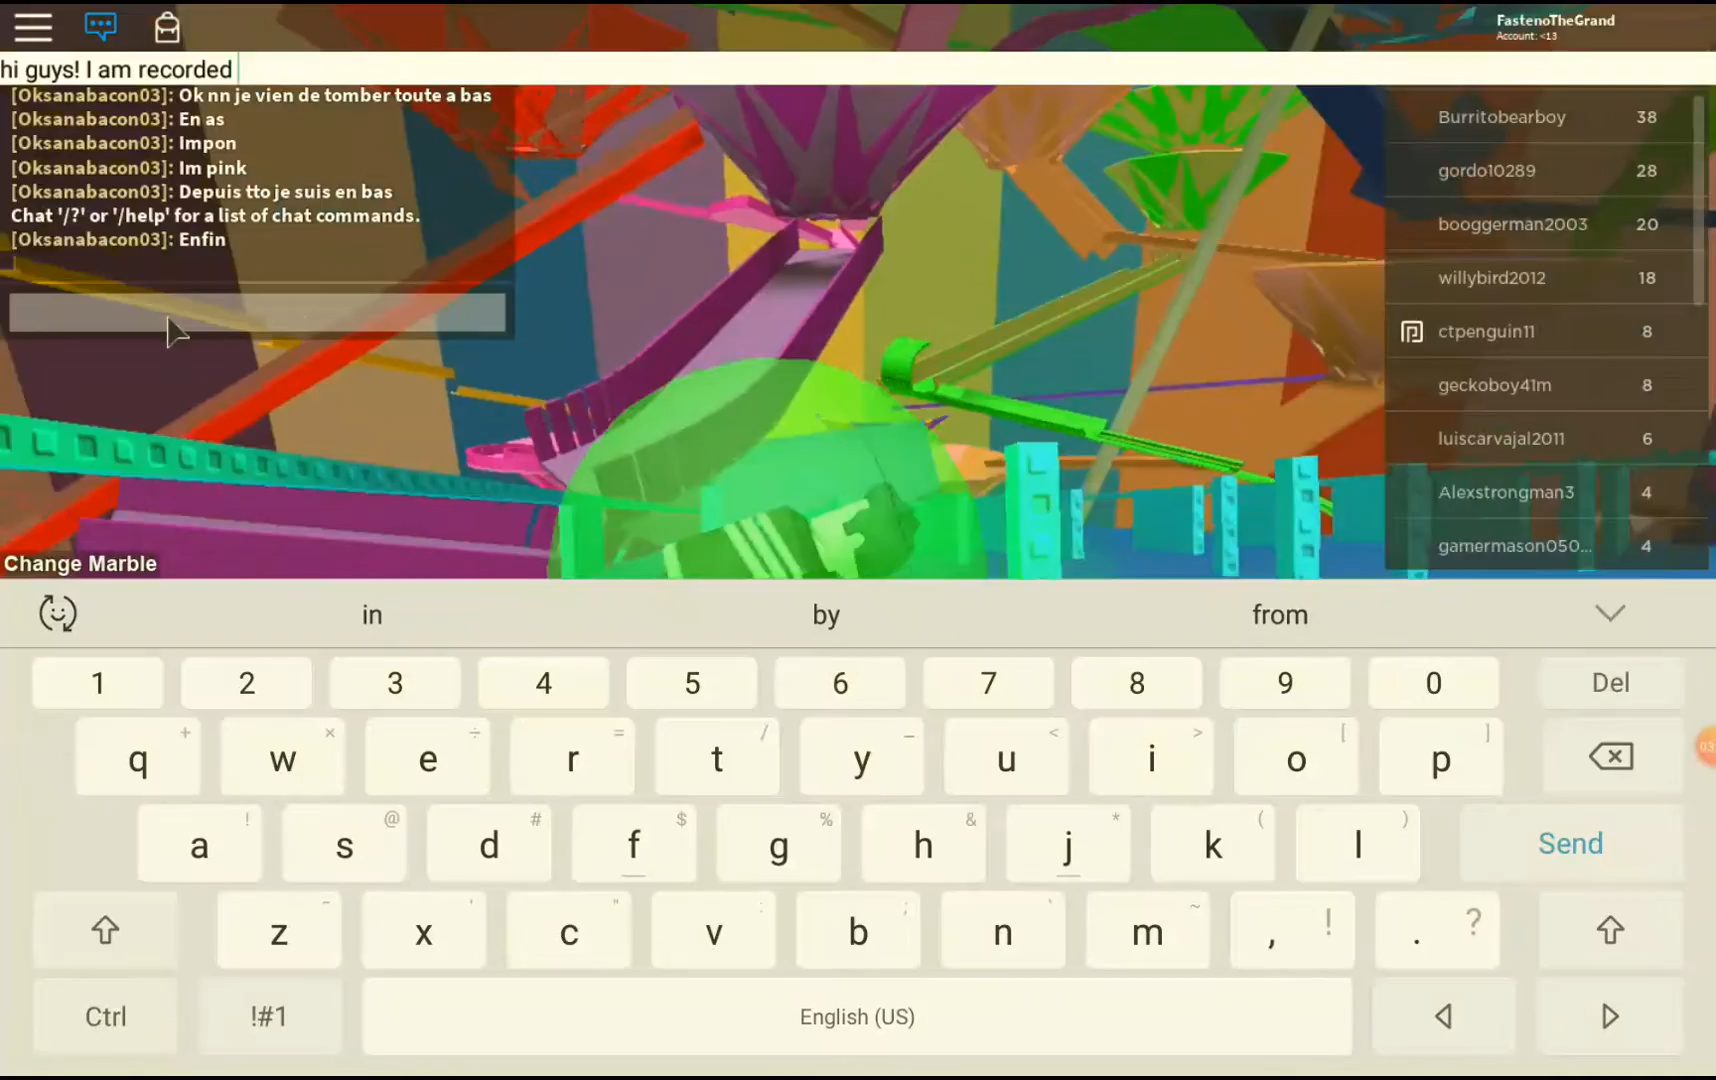 FastenoTheGrand
Account: <13
hi guys! I am recorded
[Oksanabacon03]: Ok nn je vien de tomber toute a bas
[Oksanabacon03]: En as
[Oksanabacon03]: Impon
[Oksanabacon03]: Im pink
[Oksanabacon03]: Depuis tto je suis en bas
Chat '/?' or '/help' for a list of chat commands.
[Oksanabacon03]: Enfin
Burritobearboy 38
gordo10289 28
booggerman2003 20
willybird2012 18
ctpenguin11 8
geckoboy41m 8
luiscarvajal2011 6
Alexstrongman3 4
gamermason050... 4
Change Marble
in by from
1 2 3 4 5 6 7 8 9 0 Del
q + w × e ÷ r = t / y _ u < i > o [ p ]
a ! s @ d # f $ g % h & j * k ( l ) Send
z - x ' c " v : b ; n ` m ~ , ! . ?
Ctrl !#1 English (US)